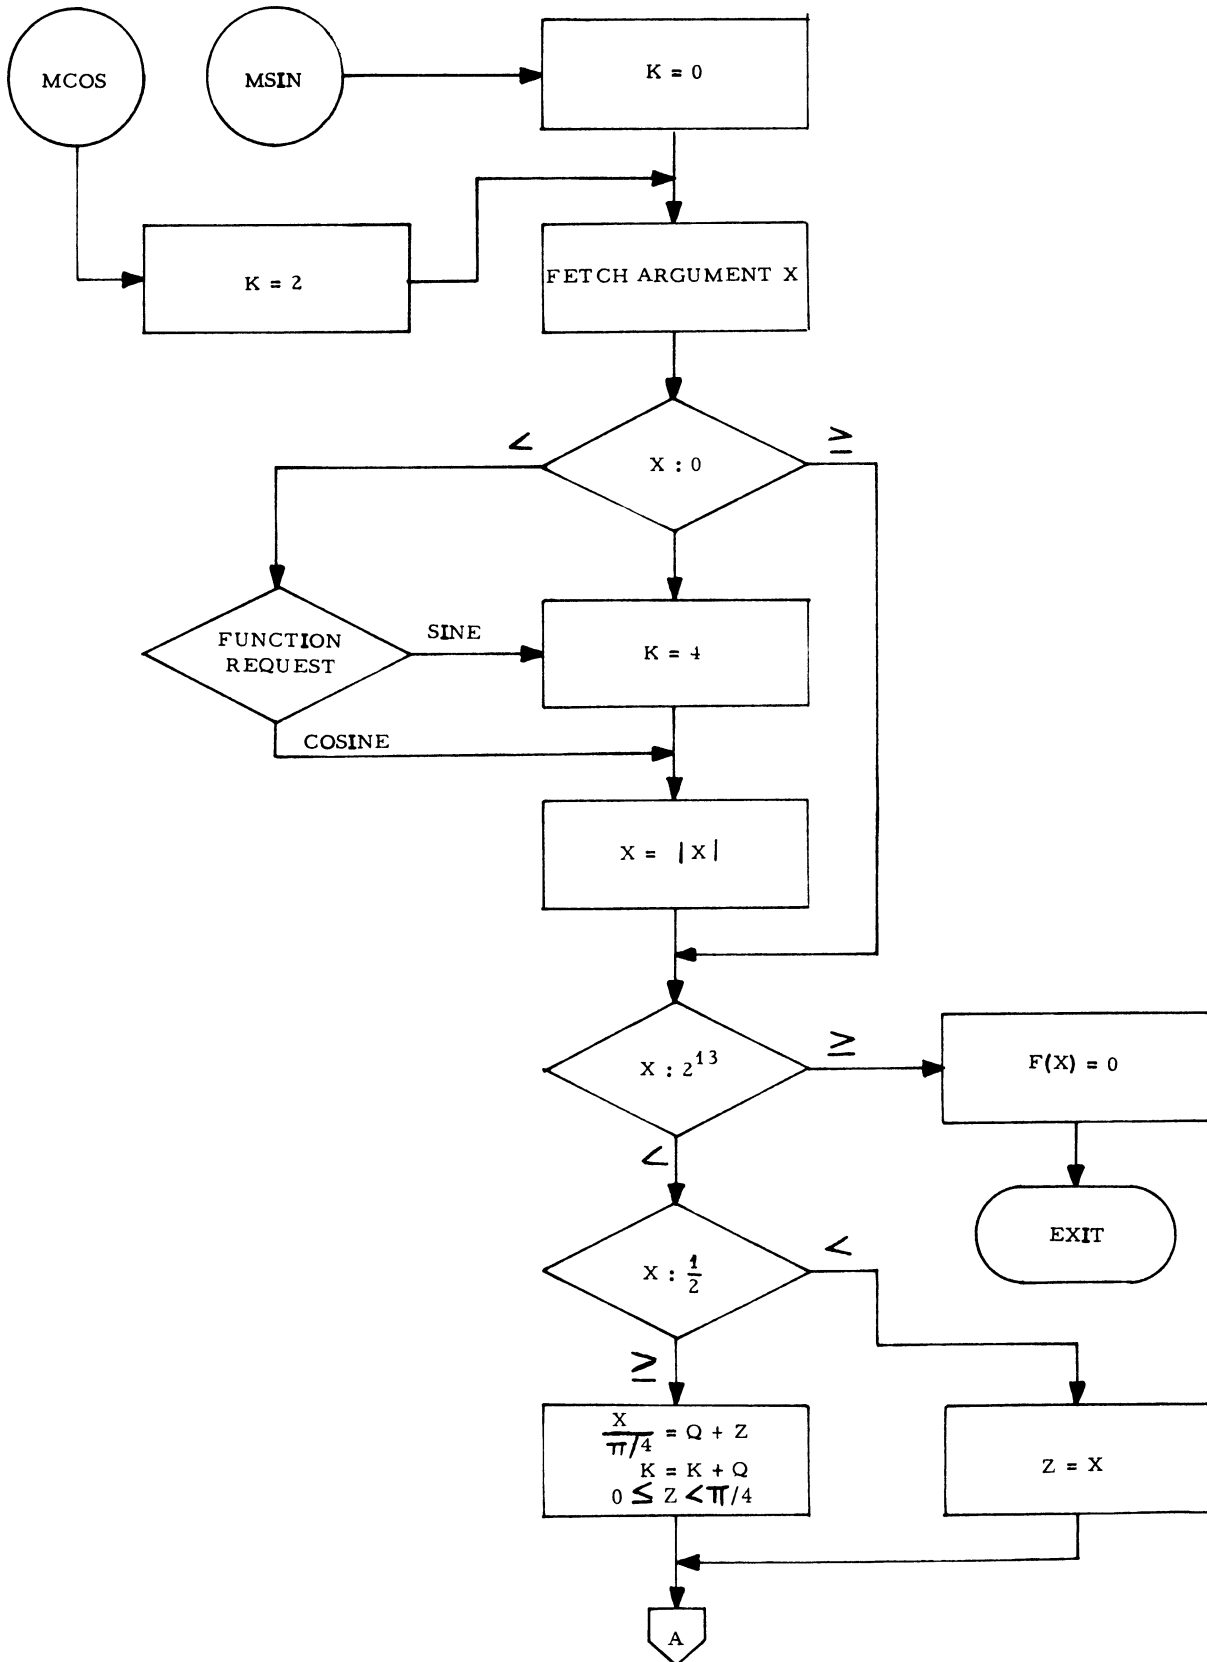 MCOS
MSIN
K = 0
K = 2
FETCH ARGUMENT X
<
X : 0
≥
FUNCTION
REQUEST
SINE
K = 4
COSINE
X = |X|
X : 2^13
≥
F(X) = 0
<
EXIT
X : 1/2
<
≥
X/π/4 = Q + Z
K = K + Q
0 ≤ Z < π/4
Z = X
A